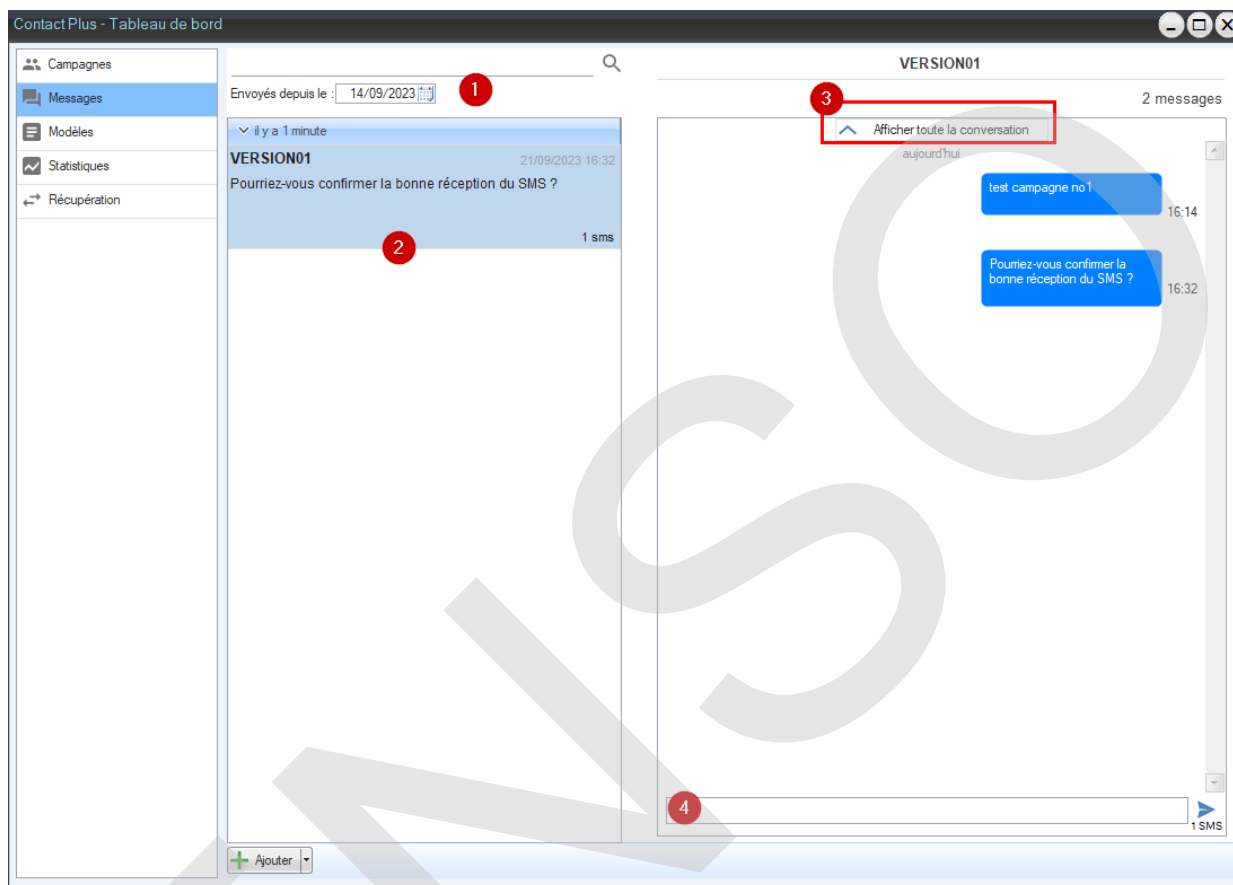 Contact Plus - Tableau de bord
Campagnes
Messages
Modèles
Statistiques
Récupération
Envoyés depuis le : 14/09/2023
1
il y a 1 minute
VERSION01 21/09/2023 16:32
Pourriez-vous confirmer la bonne réception du SMS ?
1 sms
2
Ajouter
VERSION01
2 messages
3
Afficher toute la conversation
aujourd'hui
test campagne no1
16:14
Pourriez-vous confirmer la
bonne réception du SMS ?
16:32
4
1 SMS
NSO